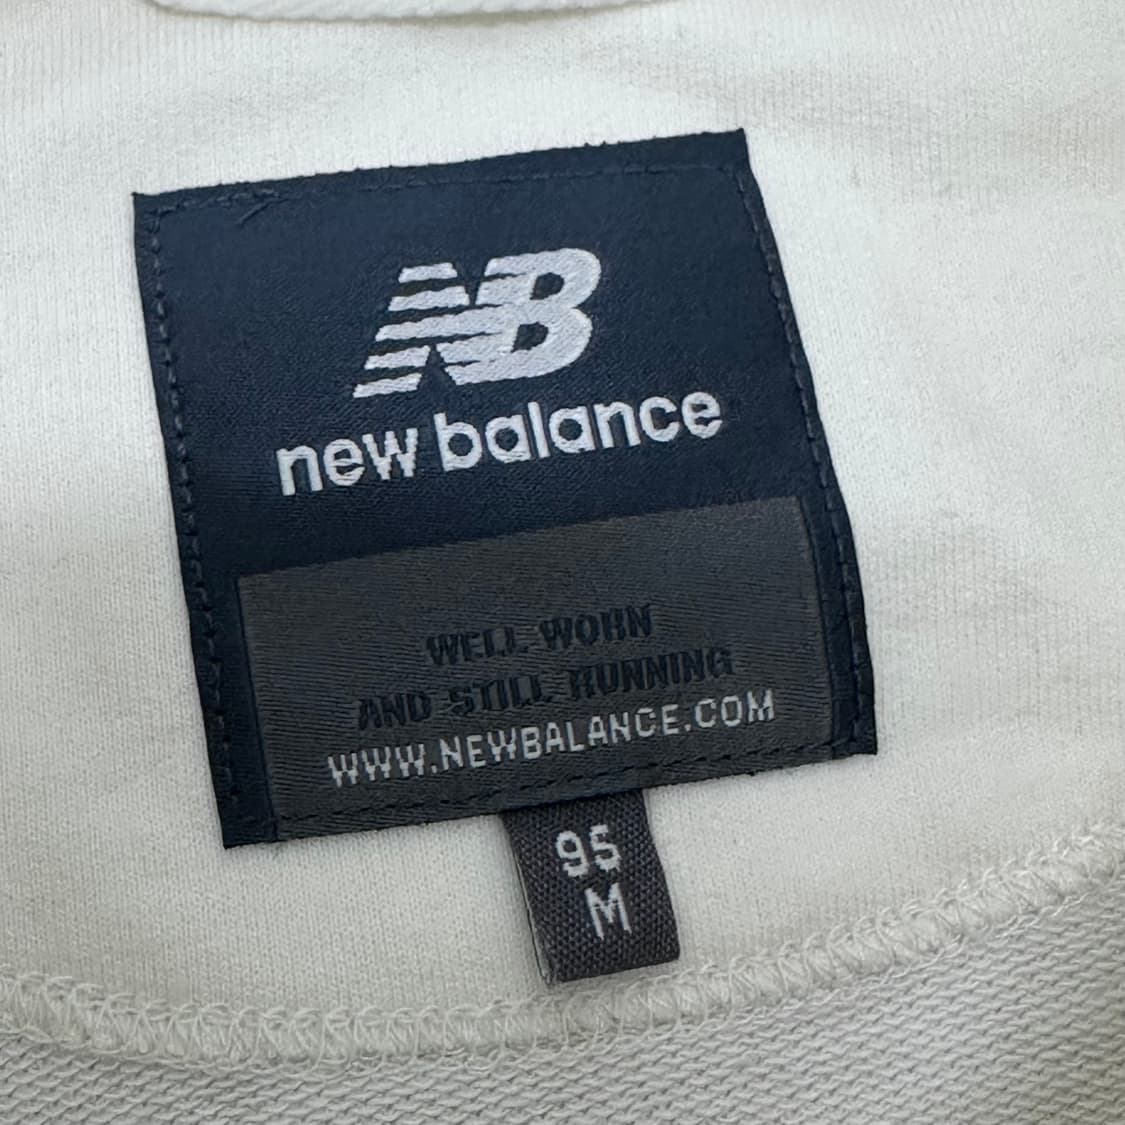 NB
new balance
WELL WORN
AND STILL RUNNING
WWW.NEWBALANCE.COM
95
M